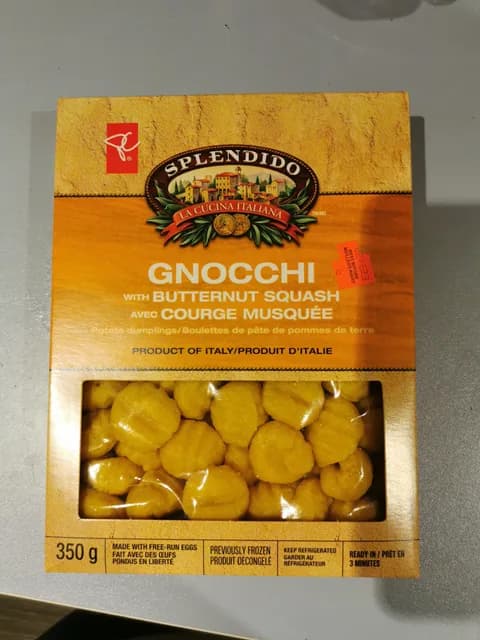 SPLENDIDO
LA CUCINA ITALIANA
GNOCCHI
WITH BUTTERNUT SQUASH
AVEC COURGE MUSQUÉE
Potato dumplings/Boulettes de pâte de pommes de terre
PRODUCT OF ITALY/PRODUIT D'ITALIE
350 g
MADE WITH FREE-RUN EGGS
FAIT AVEC DES ŒUFS
PONDUS EN LIBERTÉ
PREVIOUSLY FROZEN
PRODUIT DÉCONGELÉ
KEEP REFRIGERATED
GARDER AU
RÉFRIGÉRATEUR
READY IN / PRÊT EN
3 MINUTES